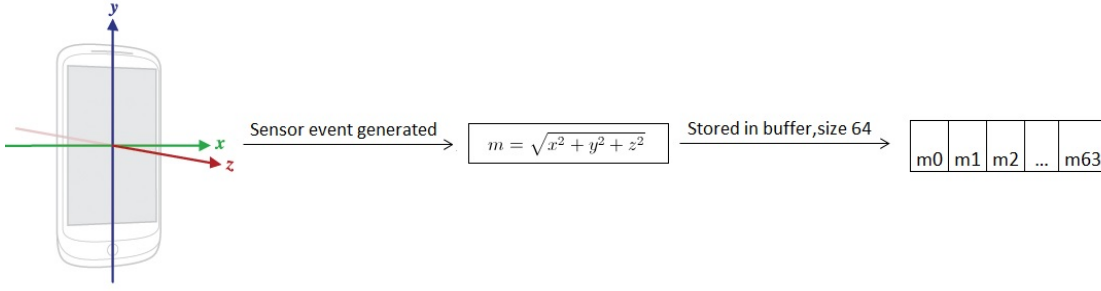 y
x
z
Sensor event generated
m = √x² + y² + z²
Stored in buffer,size 64
m0 m1 m2 ... m63